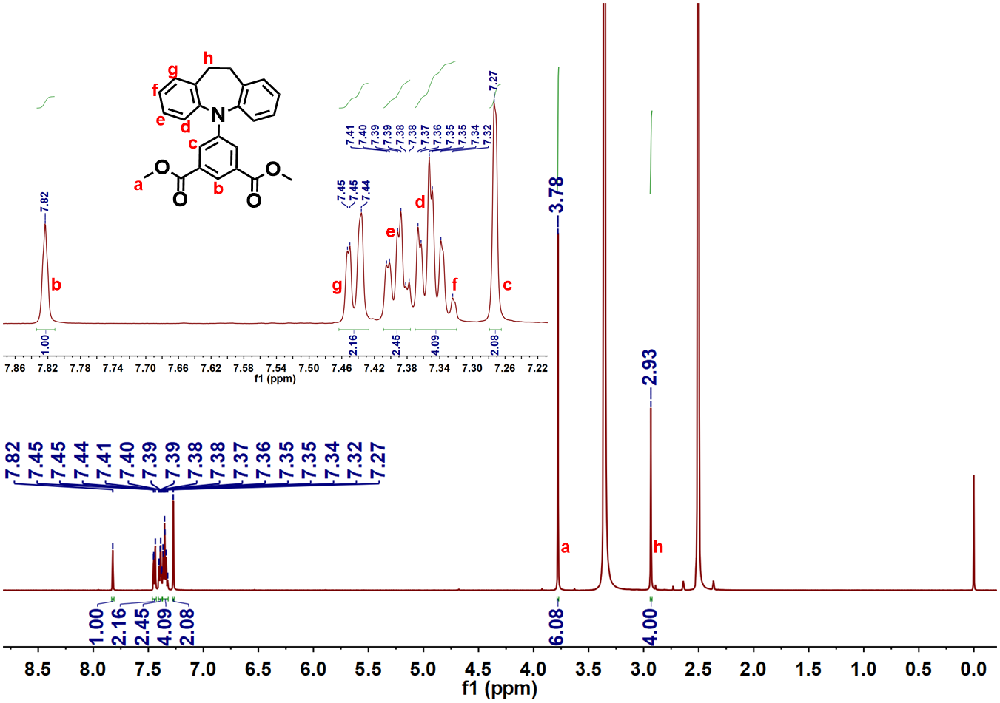 h
g
f
e
d
N
c
O
O
a
b
O
O
7.82
7.45
7.45
7.44
7.41
7.40
7.39
7.39
7.38
7.38
7.37
7.36
7.35
7.35
7.34
7.32
7.27
b
g
e
d
f
c
1.00
2.16
2.45
4.09
2.08
7.86 7.82 7.78 7.74 7.70 7.66 7.62 7.58 7.54 7.50 7.46 7.42 7.38 7.34 7.30 7.26 7.22
f1 (ppm)
3.78
2.93
7.82
7.45
7.45
7.44
7.41
7.40
7.39
7.39
7.38
7.38
7.37
7.36
7.35
7.35
7.34
7.32
7.27
a
h
1.00
2.16
2.45
4.09
2.08
6.08
4.00
8.5 8.0 7.5 7.0 6.5 6.0 5.5 5.0 4.5 4.0 3.5 3.0 2.5 2.0 1.5 1.0 0.5 0.0
f1 (ppm)